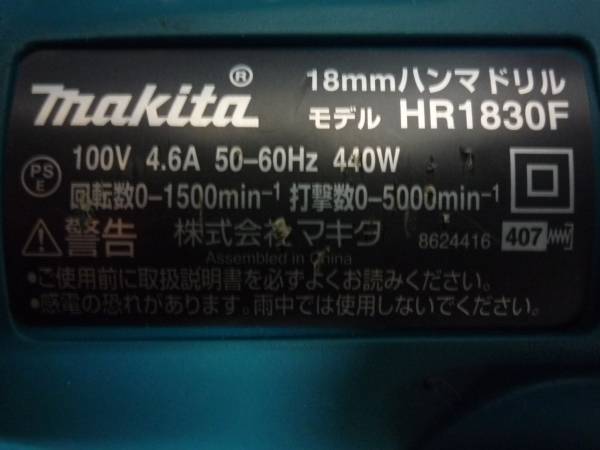 makita® 18mmハンマドリル
モデル HR1830F
PS E 100V 4.6A 50–60Hz 440W
回転数0–1500min⁻¹ 打撃数0–5000min⁻¹
警告 株式会社マキタ 8624416 407
Assembled in China
•ご使用前に取扱説明書を必ずよくお読みください。
•感電の恐れがあります。雨中では使用しないでください。